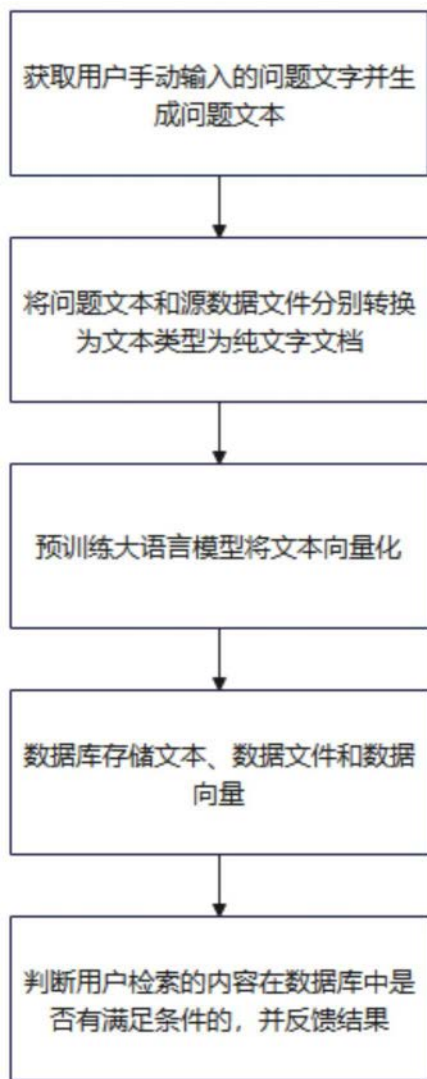 获取用户手动输入的问题文字并生
成问题文本
将问题文本和源数据文件分别转换
为文本类型为纯文字文档
预训练大语言模型将文本向量化
数据库存储文本、数据文件和数据
向量
判断用户检索的内容在数据库中是
否有满足条件的，并反馈结果